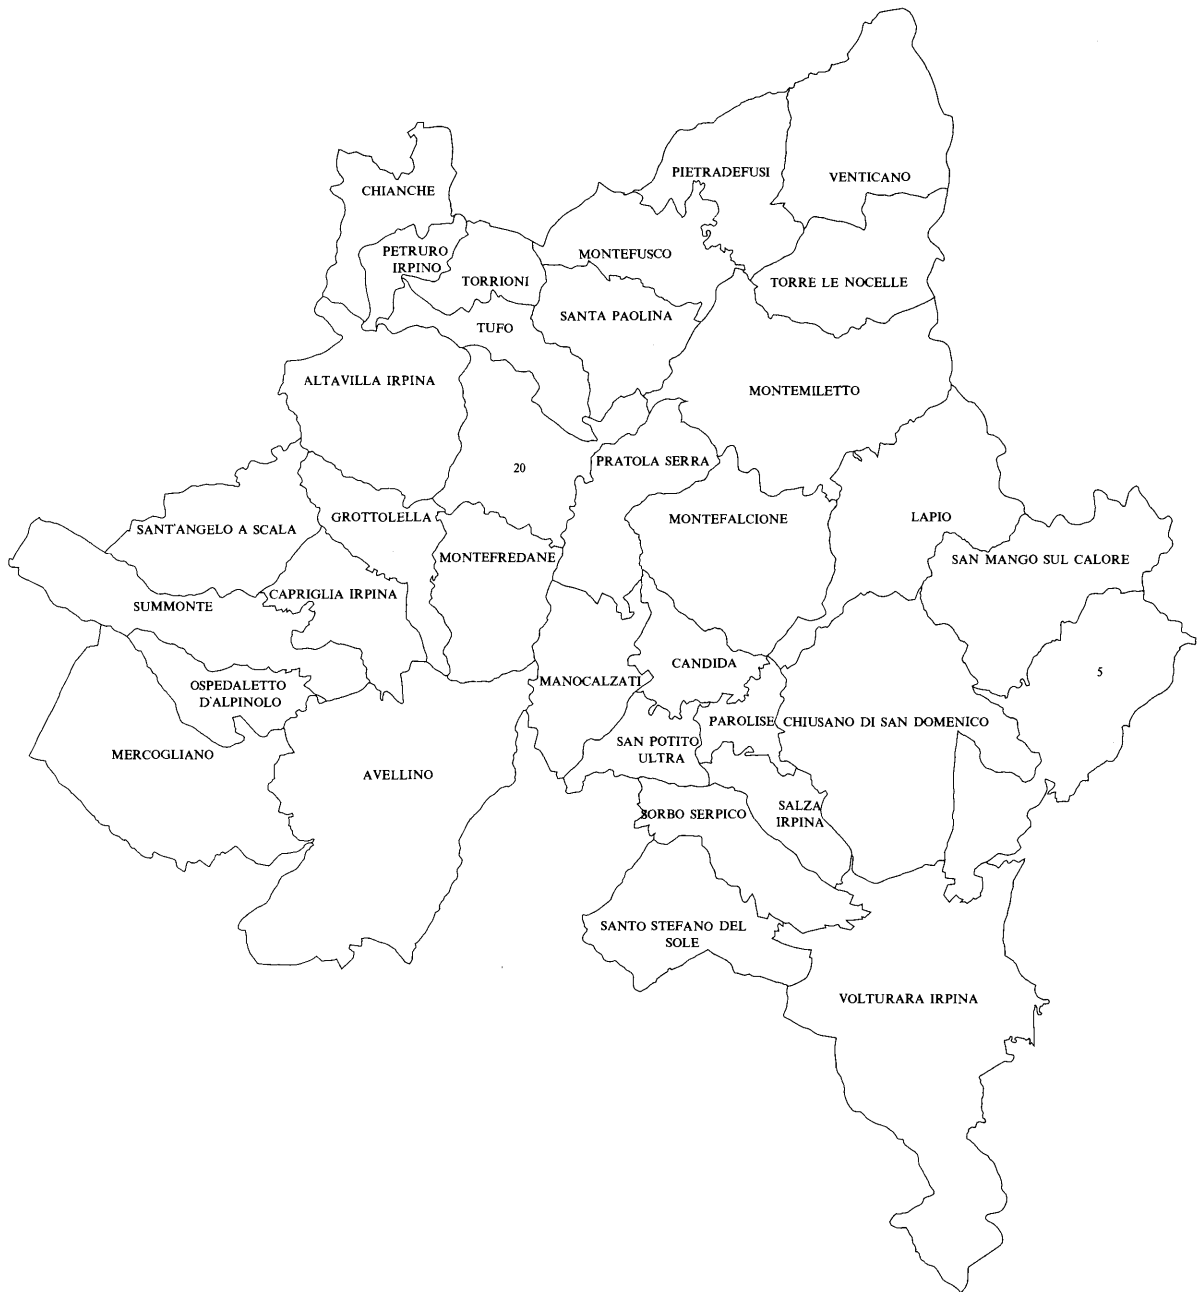 PIETRADEFUSI
VENTICANO
CHIANCHE
PETRURO
IRPINO
MONTEFUSCO
TORRIONI
TORRE LE NOCELLE
SANTA PAOLINA
TUFO
ALTAVILLA IRPINA
MONTEMILETTO
20
PRATOLA SERRA
GROTTOLELLA
MONTEFALCIONE
LAPIO
SANT'ANGELO A SCALA
MONTEFREDANE
SAN MANGO SUL CALORE
CAPRIGLIA IRPINA
SUMMONTE
CANDIDA
5
OSPEDALETTO
D'ALPINOLO
MANOCALZATI
PAROLISE
CHIUSANO DI SAN DOMENICO
SAN POTITO
ULTRA
MERCOGLIANO
AVELLINO
SORBO SERPICO
SALZA
IRPINA
SANTO STEFANO DEL
SOLE
VOLTURARA IRPINA